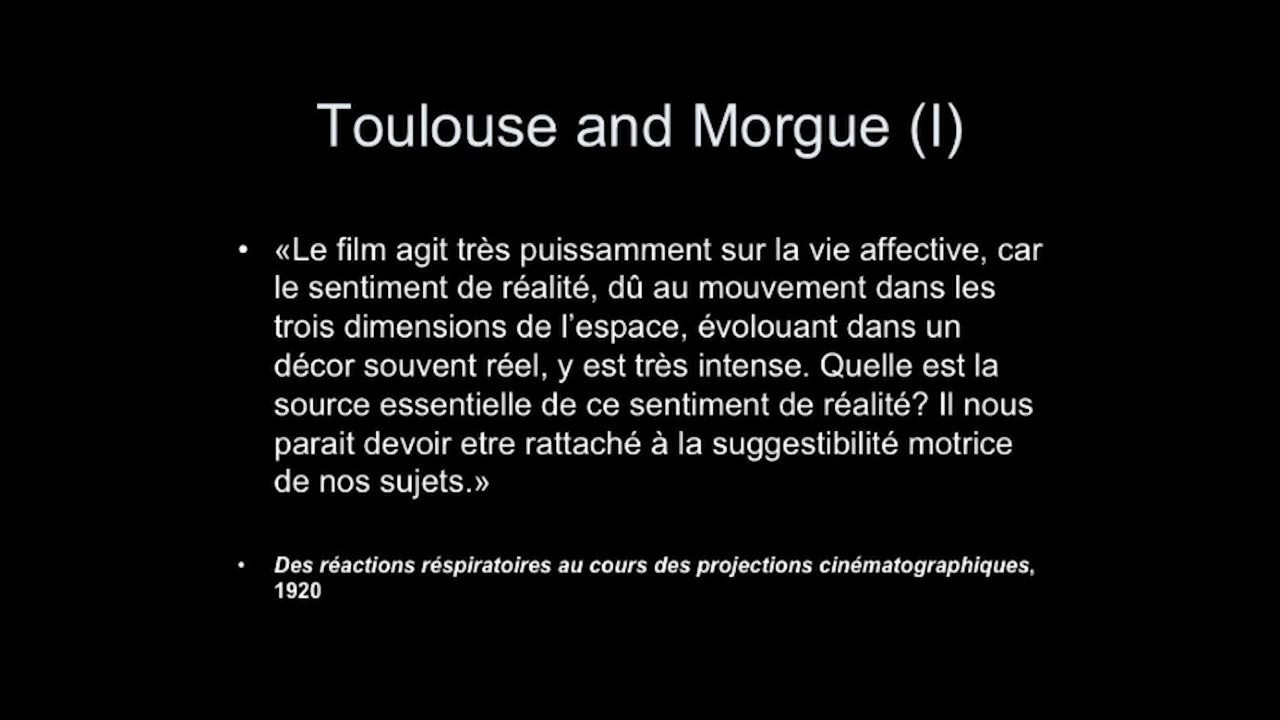 Toulouse and Morgue (I)
• «Le film agit très puissamment sur la vie affective, car
le sentiment de réalité, dû au mouvement dans les
trois dimensions de l’espace, évolouant dans un
décor souvent réel, y est très intense. Quelle est la
source essentielle de ce sentiment de réalité? Il nous
parait devoir etre rattaché à la suggestibilité motrice
de nos sujets.»
• Des réactions réspiratoires au cours des projections cinématographiques,
1920